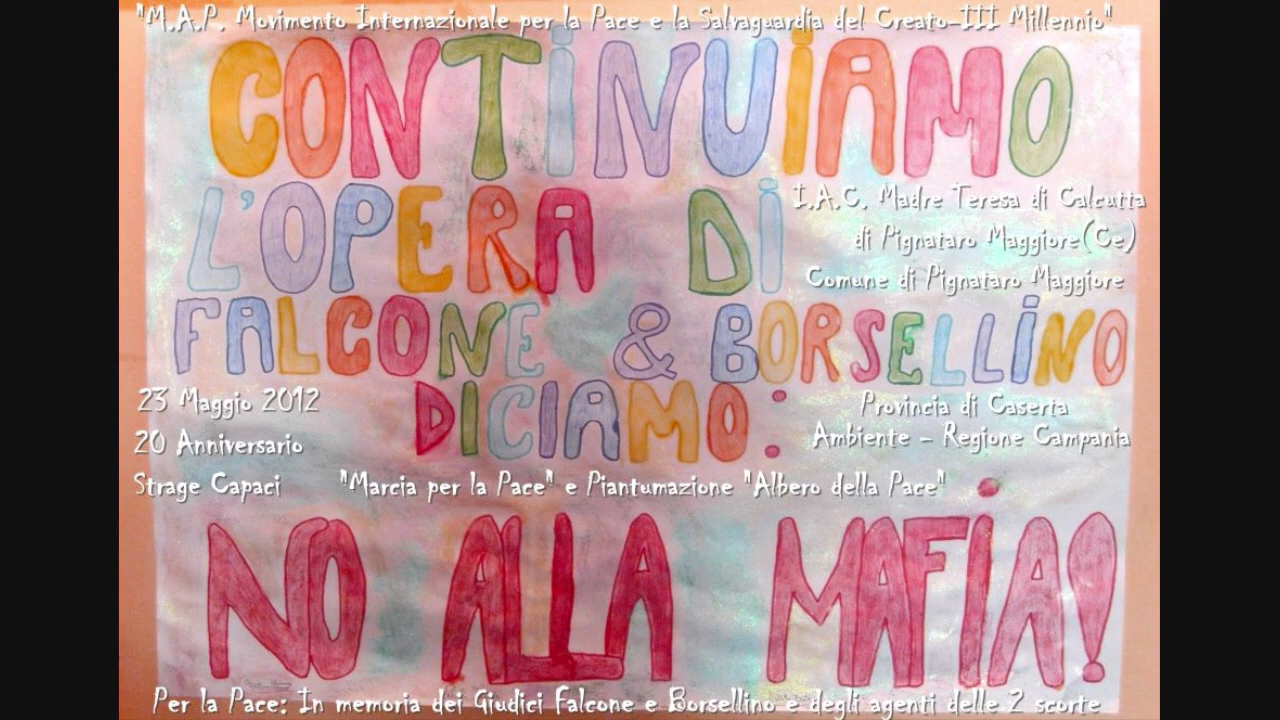 "M.A.P. Movimento Internazionale per la Pace e la Salvaguardia del Creato-III Millennio"
CONTINUIAMO
L'OPERA DI
I.A.C. Madre Teresa di Calcutta
di Pignataro Maggiore(Ce)
Comune di Pignataro Maggiore
FALCONE & BORSELLINO
DICIAMO:
23 Maggio 2012
20 Anniversario
Strage Capaci
Provincia di Caserta
Ambiente - Regione Campania
"Marcia per la Pace" e Piantumazione "Albero della Pace"
NO ALLA MAFIA!
Per la Pace: In memoria dei Giudici Falcone e Borsellino e degli agenti delle 2 scorte